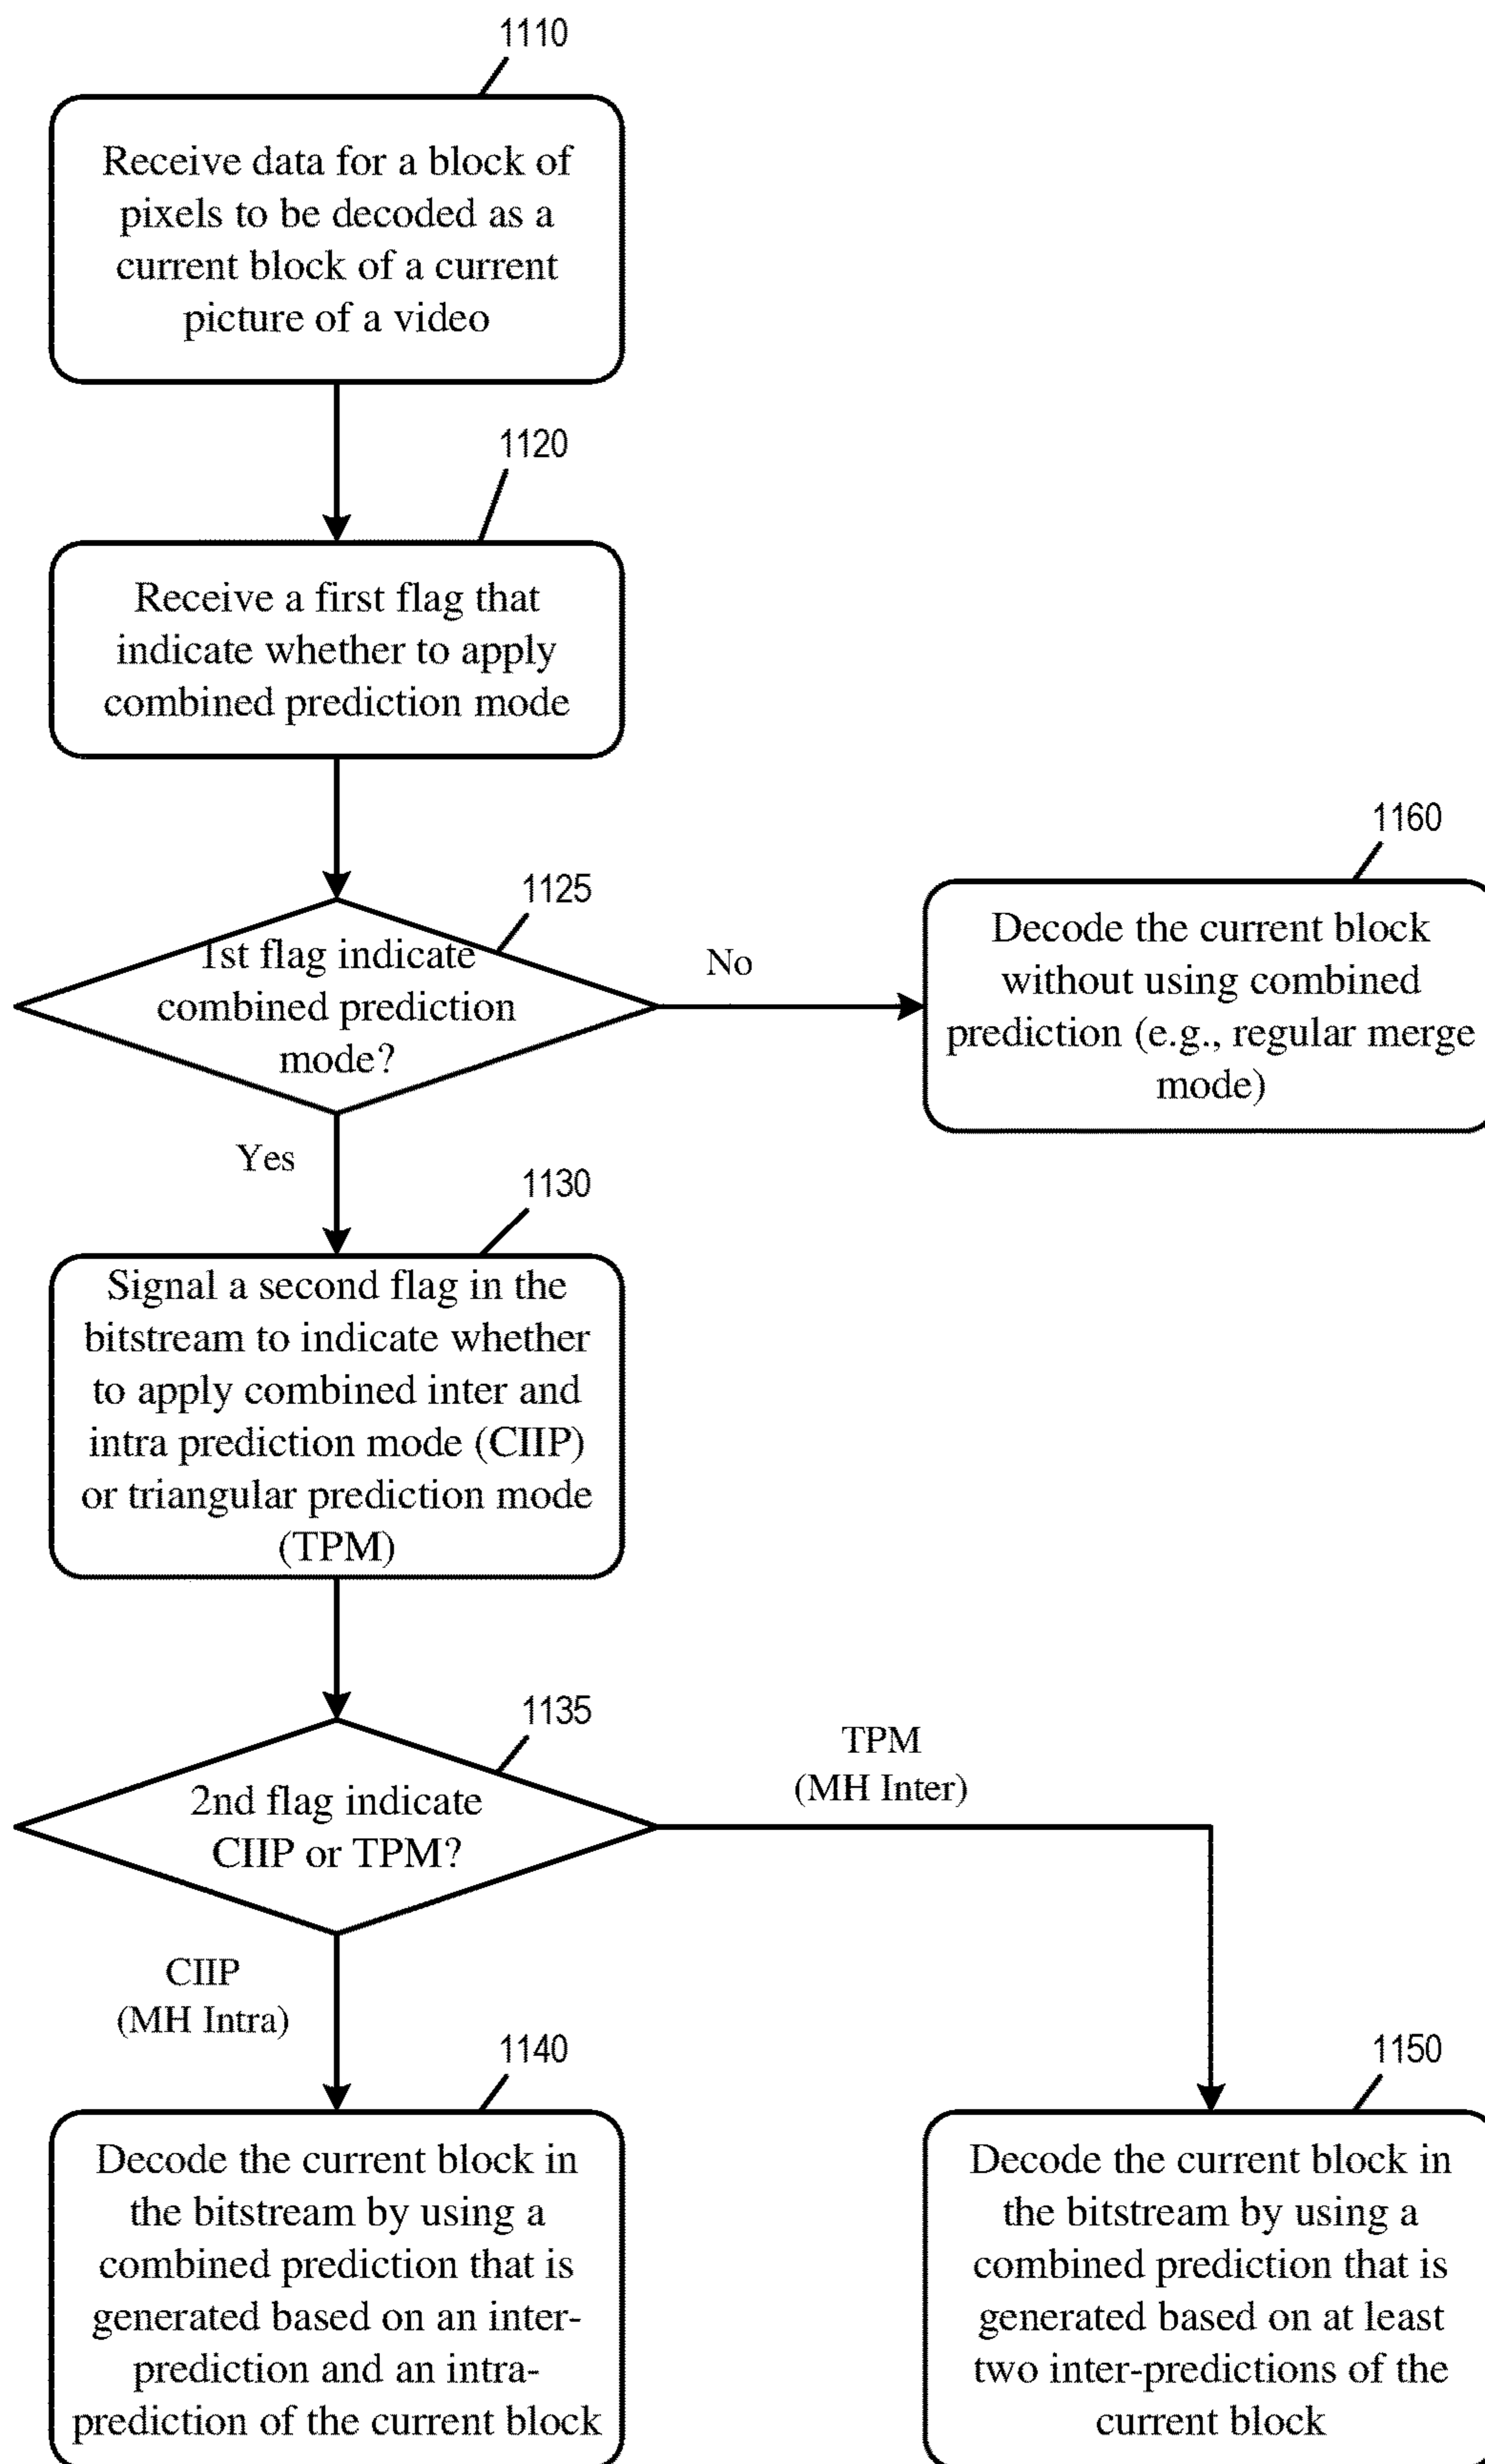 1110
Receive data for a block of
pixels to be decoded as a
current block of a current
picture of a video
1120
Receive a first flag that
indicate whether to apply
combined prediction mode
1125
1st flag indicate
combined prediction
mode?
No
1160
Decode the current block
without using combined
prediction (e.g., regular merge
mode)
Yes
1130
Signal a second flag in the
bitstream to indicate whether
to apply combined inter and
intra prediction mode (CIIP)
or triangular prediction mode
(TPM)
1135
2nd flag indicate
CIIP or TPM?
TPM
(MH Inter)
CIIP
(MH Intra)
1140
Decode the current block in
the bitstream by using a
combined prediction that is
generated based on an inter-
prediction and an intra-
prediction of the current block
1150
Decode the current block in
the bitstream by using a
combined prediction that is
generated based on at least
two inter-predictions of the
current block